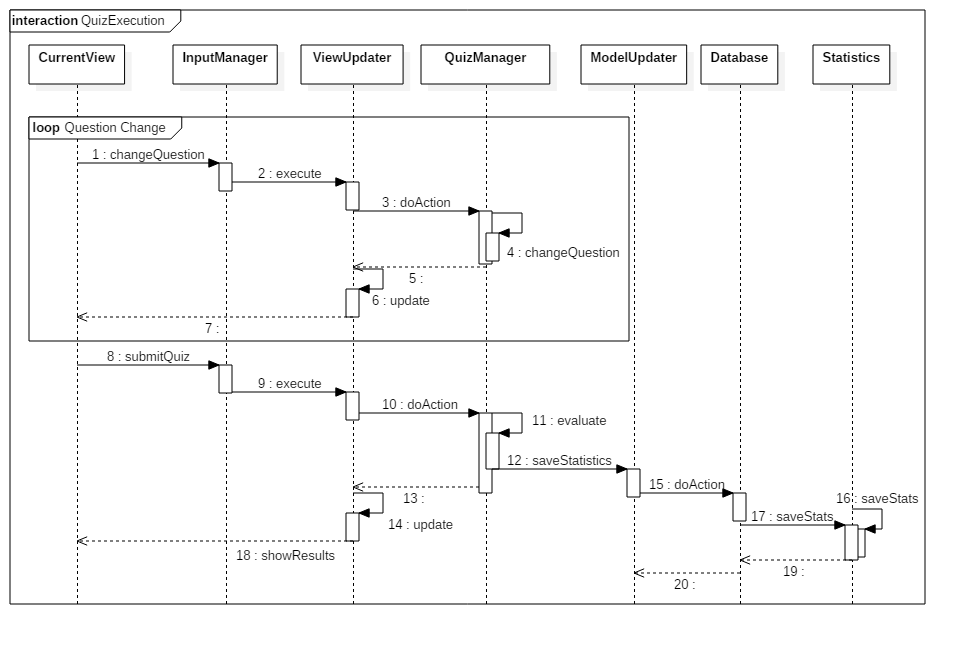 interaction QuizExecution
CurrentView
InputManager
ViewUpdater
QuizManager
ModelUpdater
Database
Statistics
loop Question Change
1 : changeQuestion
2 : execute
3 : doAction
4 : changeQuestion
5 :
6 : update
7 :
8 : submitQuiz
9 : execute
10 : doAction
11 : evaluate
12 : saveStatistics
15 : doAction
13 :
16 : saveStats
17 : saveStats
14 : update
18 : showResults
19 :
20 :